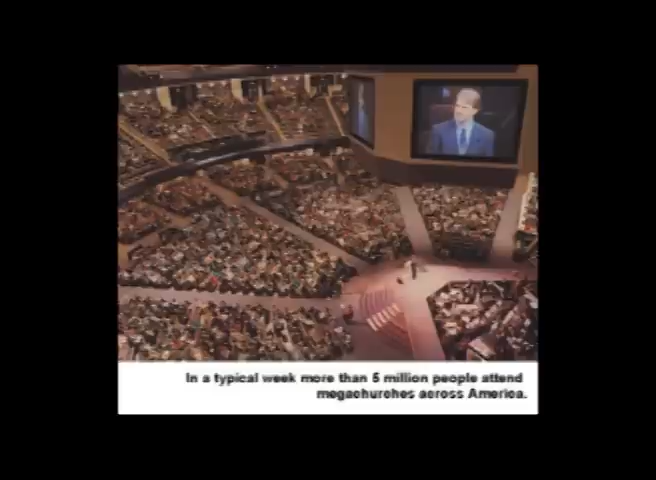 In a typical week more than 5 million people attend
megachurches across America.